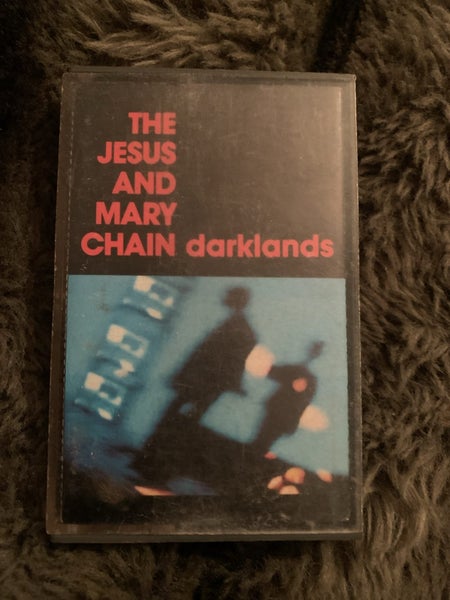 THE
JESUS
AND
MARY
CHAIN darklands